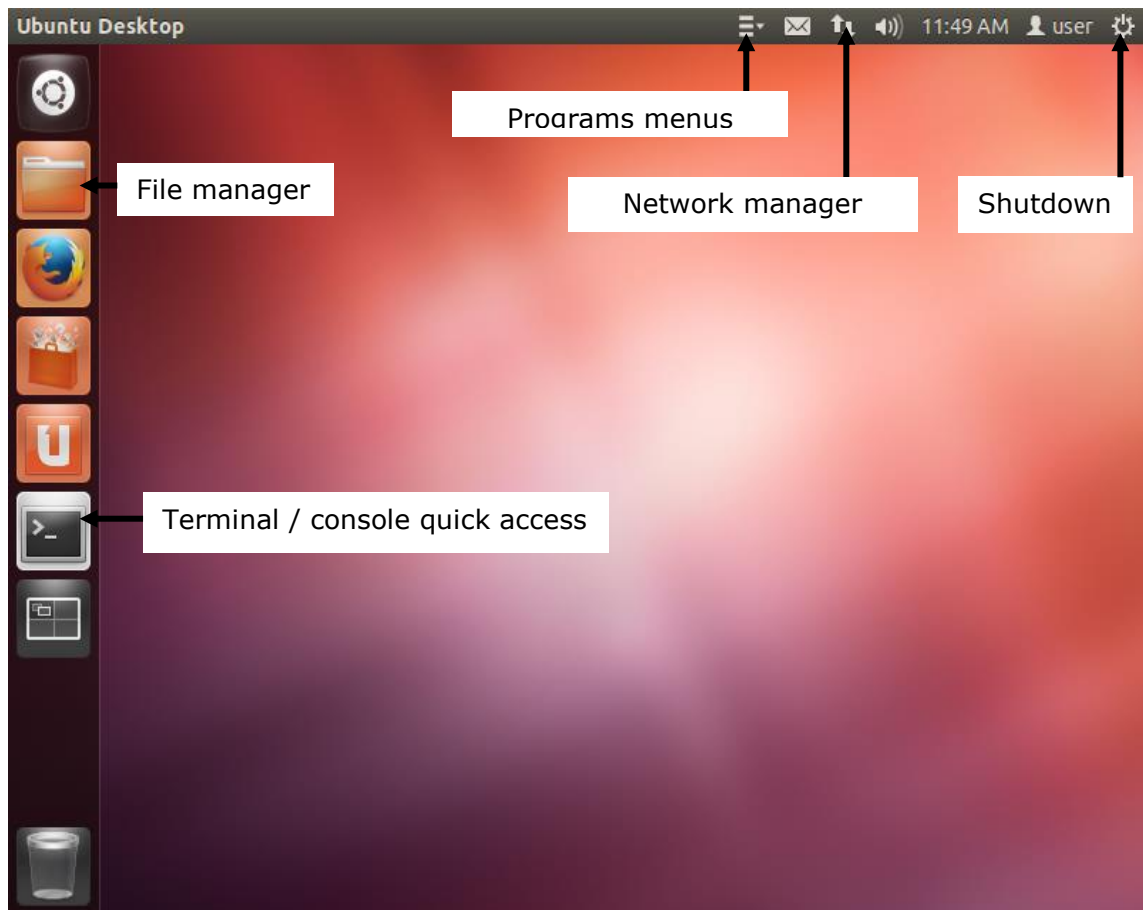 Ubuntu Desktop
11:49 AM user
Programs menus
File manager
Network manager
Shutdown
Terminal / console quick access